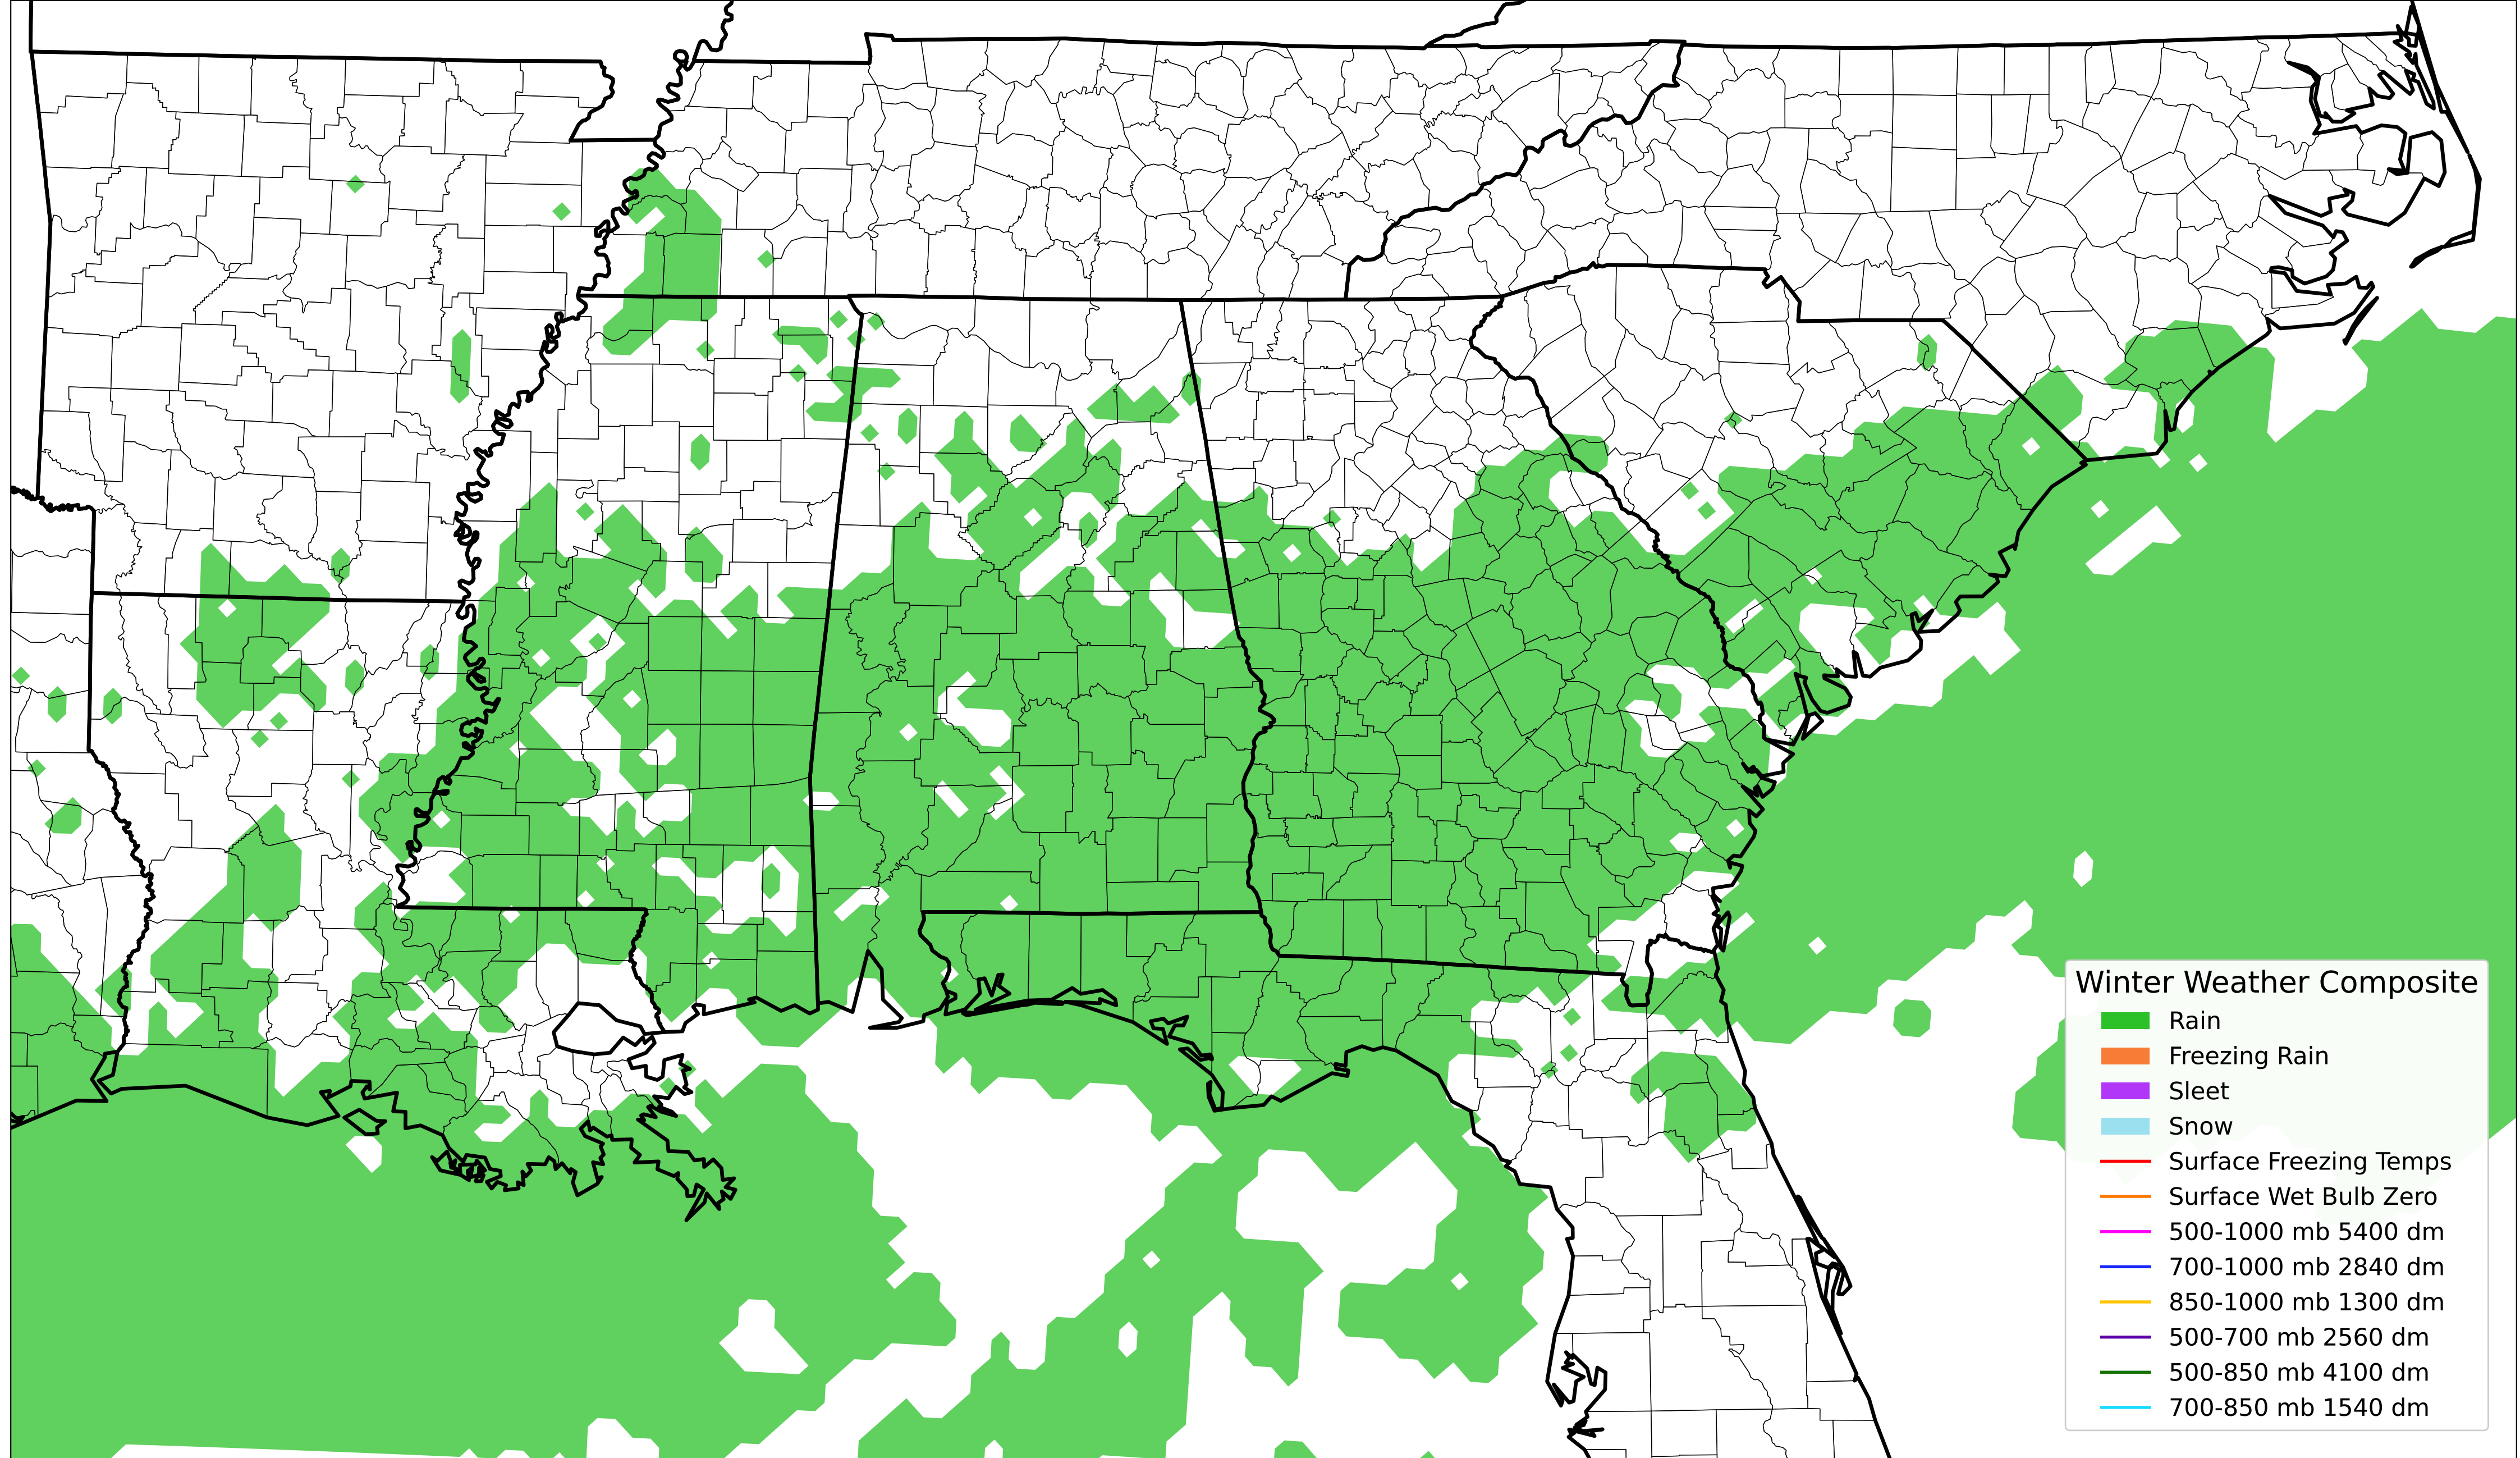 Winter Weather Composite
Rain
Freezing Rain
Sleet
Snow
Surface Freezing Temps
Surface Wet Bulb Zero
500-1000 mb 5400 dm
700-1000 mb 2840 dm
850-1000 mb 1300 dm
500-700 mb 2560 dm
500-850 mb 4100 dm
700-850 mb 1540 dm